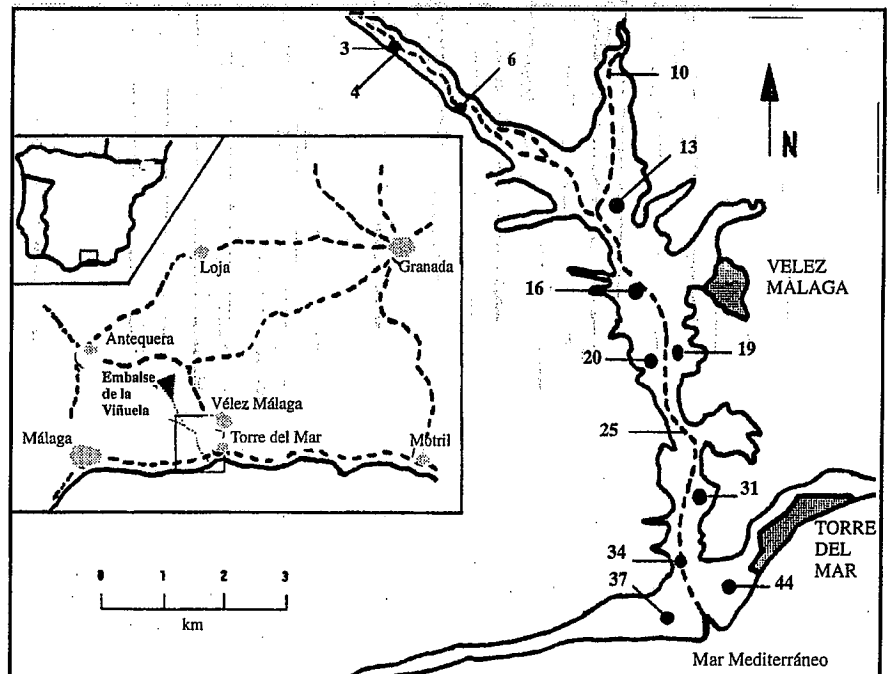 3
4
6
10
N
13
VELEZ
MALAGA
16
19
20
25
31
TORRE
DEL
MAR
34
37
44
Mar Mediterráneo
Loja
Granada
Antequera
Embalse
de la
Viñuela
Vélez Málaga
Málaga
Torre del Mar
Motril
0
1
2
3
km